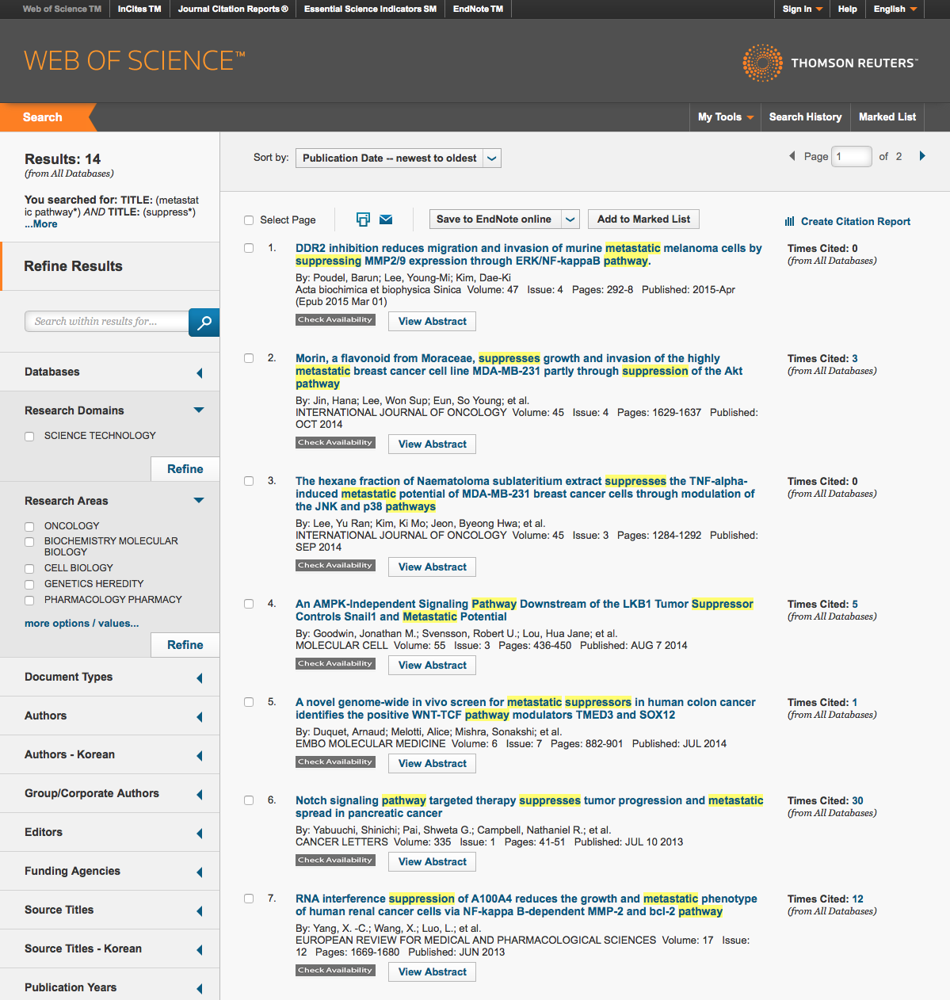 Web of Science TM InCites TM Journal Citation Reports ® Essential Science Indicators SM EndNote TM Sign In Help English
WEB OF SCIENCE™
THOMSON REUTERS™
Search My Tools Search History Marked List
Results: 14
(from All Databases)
You searched for: TITLE: (metastat
ic pathway*) AND TITLE: (suppress*)
...More
Refine Results
Search within results for...
Databases
Research Domains
SCIENCE TECHNOLOGY
Refine
Research Areas
ONCOLOGY
BIOCHEMISTRY MOLECULAR
BIOLOGY
CELL BIOLOGY
GENETICS HEREDITY
PHARMACOLOGY PHARMACY
more options / values...
Refine
Document Types
Authors
Authors - Korean
Group/Corporate Authors
Editors
Funding Agencies
Source Titles
Source Titles - Korean
Publication Years
Sort by: Publication Date -- newest to oldest Page 1 of 2
Select Page Save to EndNote online Add to Marked List Create Citation Report
1. DDR2 inhibition reduces migration and invasion of murine metastatic melanoma cells by
suppressing MMP2/9 expression through ERK/NF-kappaB pathway.
By: Poudel, Barun; Lee, Young-Mi; Kim, Dae-Ki
Acta biochimica et biophysica Sinica Volume: 47 Issue: 4 Pages: 292-8 Published: 2015-Apr
(Epub 2015 Mar 01)
Check Availability View Abstract
Times Cited: 0
(from All Databases)
2. Morin, a flavonoid from Moraceae, suppresses growth and invasion of the highly
metastatic breast cancer cell line MDA-MB-231 partly through suppression of the Akt
pathway
By: Jin, Hana; Lee, Won Sup; Eun, So Young; et al.
INTERNATIONAL JOURNAL OF ONCOLOGY Volume: 45 Issue: 4 Pages: 1629-1637 Published:
OCT 2014
Check Availability View Abstract
Times Cited: 3
(from All Databases)
3. The hexane fraction of Naematoloma sublateritium extract suppresses the TNF-alpha-
induced metastatic potential of MDA-MB-231 breast cancer cells through modulation of
the JNK and p38 pathways
By: Lee, Yu Ran; Kim, Ki Mo; Jeon, Byeong Hwa; et al.
INTERNATIONAL JOURNAL OF ONCOLOGY Volume: 45 Issue: 3 Pages: 1284-1292 Published:
SEP 2014
Check Availability View Abstract
Times Cited: 0
(from All Databases)
4. An AMPK-Independent Signaling Pathway Downstream of the LKB1 Tumor Suppressor
Controls Snail1 and Metastatic Potential
By: Goodwin, Jonathan M.; Svensson, Robert U.; Lou, Hua Jane; et al.
MOLECULAR CELL Volume: 55 Issue: 3 Pages: 436-450 Published: AUG 7 2014
Check Availability View Abstract
Times Cited: 5
(from All Databases)
5. A novel genome-wide in vivo screen for metastatic suppressors in human colon cancer
identifies the positive WNT-TCF pathway modulators TMED3 and SOX12
By: Duquet, Arnaud; Melotti, Alice; Mishra, Sonakshi; et al.
EMBO MOLECULAR MEDICINE Volume: 6 Issue: 7 Pages: 882-901 Published: JUL 2014
Check Availability View Abstract
Times Cited: 1
(from All Databases)
6. Notch signaling pathway targeted therapy suppresses tumor progression and metastatic
spread in pancreatic cancer
By: Yabuuchi, Shinichi; Pai, Shweta G.; Campbell, Nathaniel R.; et al.
CANCER LETTERS Volume: 335 Issue: 1 Pages: 41-51 Published: JUL 10 2013
Check Availability View Abstract
Times Cited: 30
(from All Databases)
7. RNA interference suppression of A100A4 reduces the growth and metastatic phenotype
of human renal cancer cells via NF-kappa B-dependent MMP-2 and bcl-2 pathway
By: Yang, X. -C.; Wang, X.; Luo, L.; et al.
EUROPEAN REVIEW FOR MEDICAL AND PHARMACOLOGICAL SCIENCES Volume: 17 Issue:
12 Pages: 1669-1680 Published: JUN 2013
Check Availability View Abstract
Times Cited: 12
(from All Databases)